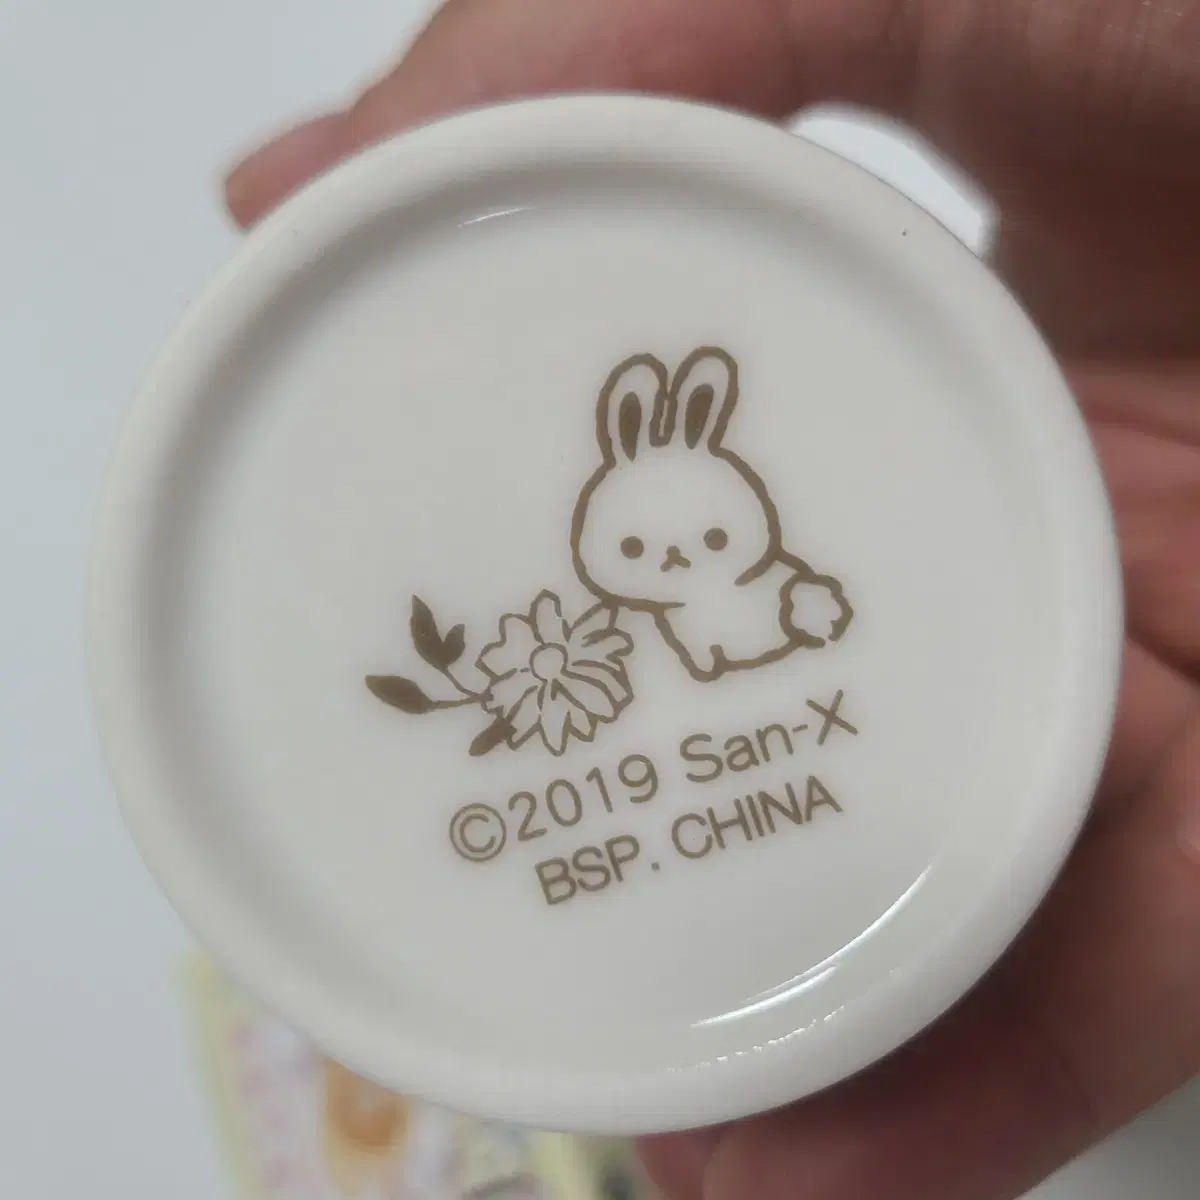 ©2019 San-X
BSP. CHINA